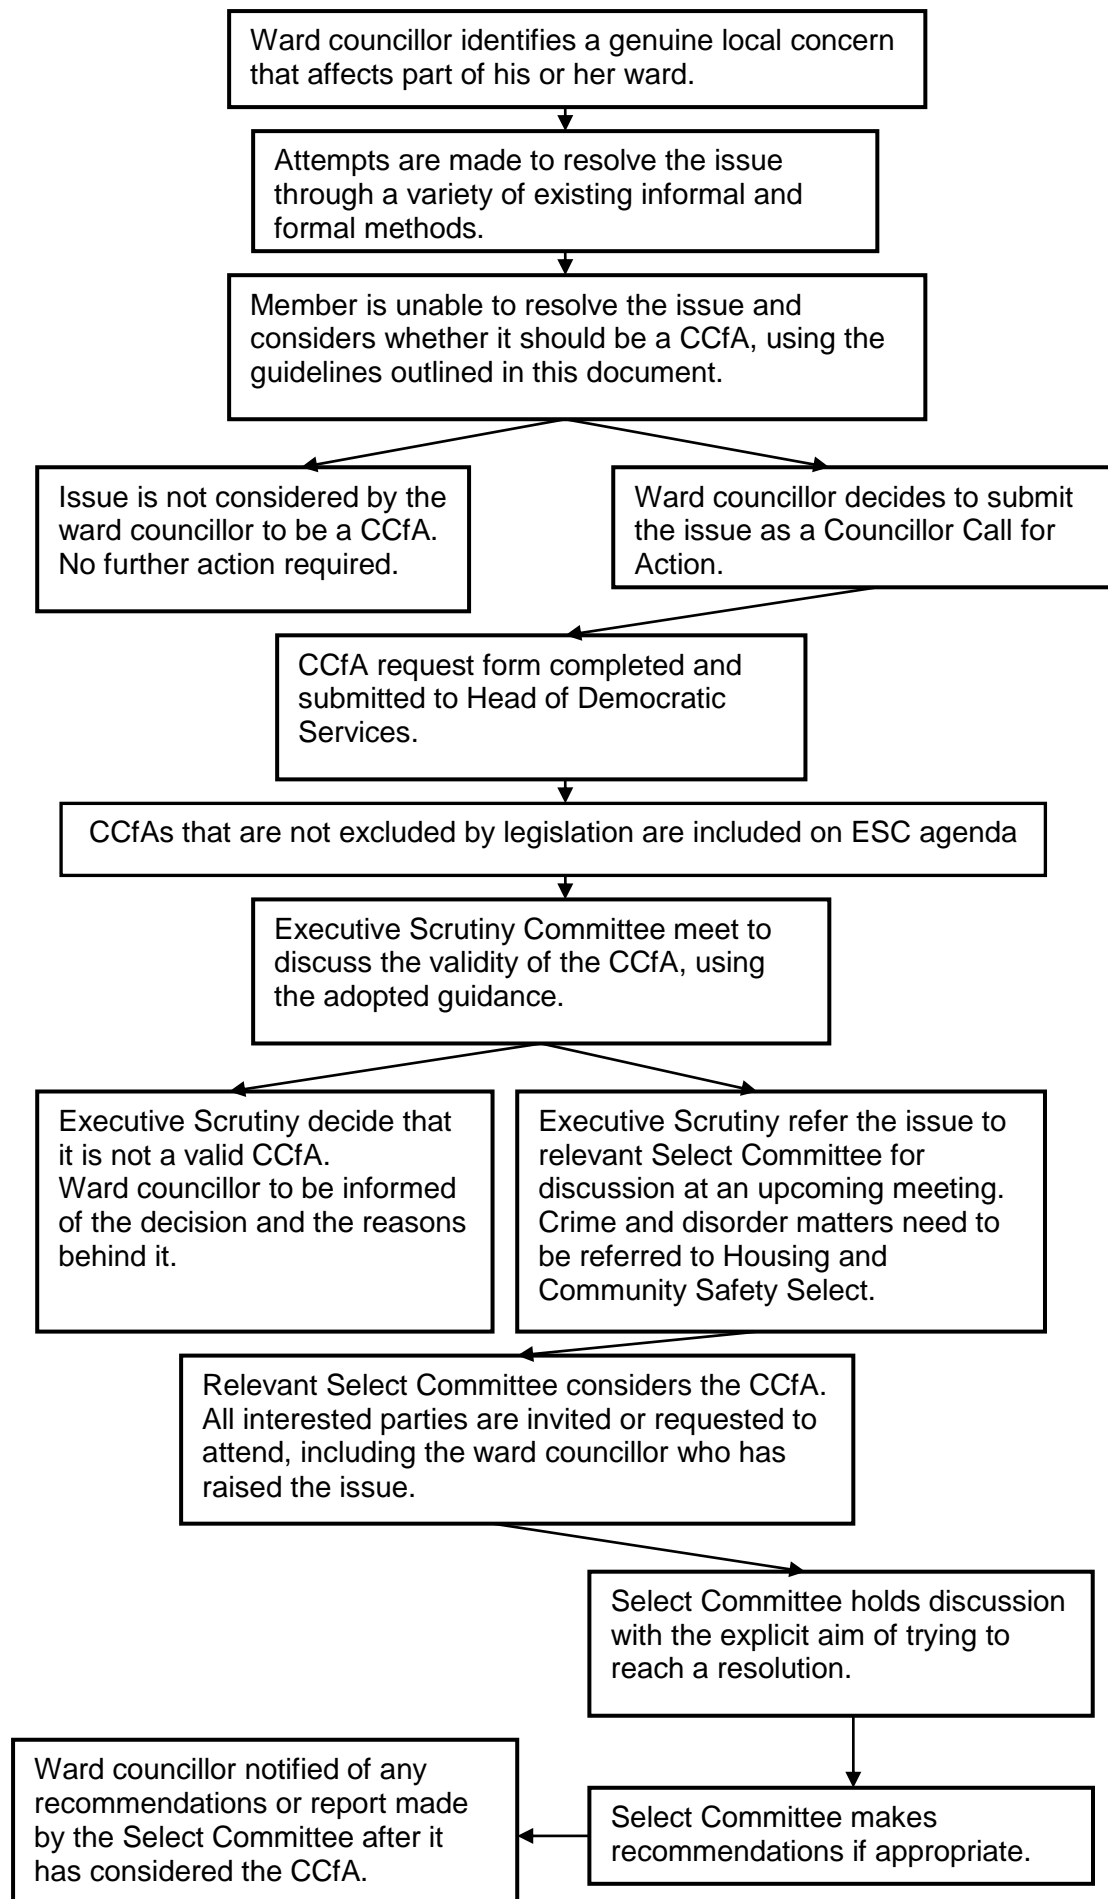 Ward councillor identifies a genuine local concern
that affects part of his or her ward.
Attempts are made to resolve the issue
through a variety of existing informal and
formal methods.
Member is unable to resolve the issue and
considers whether it should be a CCfA, using the
guidelines outlined in this document.
Issue is not considered by the
ward councillor to be a CCfA.
No further action required.
Ward councillor decides to submit
the issue as a Councillor Call for
Action.
CCfA request form completed and
submitted to Head of Democratic
Services.
CCfAs that are not excluded by legislation are included on ESC agenda
Executive Scrutiny Committee meet to
discuss the validity of the CCfA, using
the adopted guidance.
Executive Scrutiny decide that
it is not a valid CCfA.
Ward councillor to be informed
of the decision and the reasons
behind it.
Executive Scrutiny refer the issue to
relevant Select Committee for
discussion at an upcoming meeting.
Crime and disorder matters need to
be referred to Housing and
Community Safety Select.
Relevant Select Committee considers the CCfA.
All interested parties are invited or requested to
attend, including the ward councillor who has
raised the issue.
Select Committee holds discussion
with the explicit aim of trying to
reach a resolution.
Select Committee makes
recommendations if appropriate.
Ward councillor notified of any
recommendations or report made
by the Select Committee after it
has considered the CCfA.